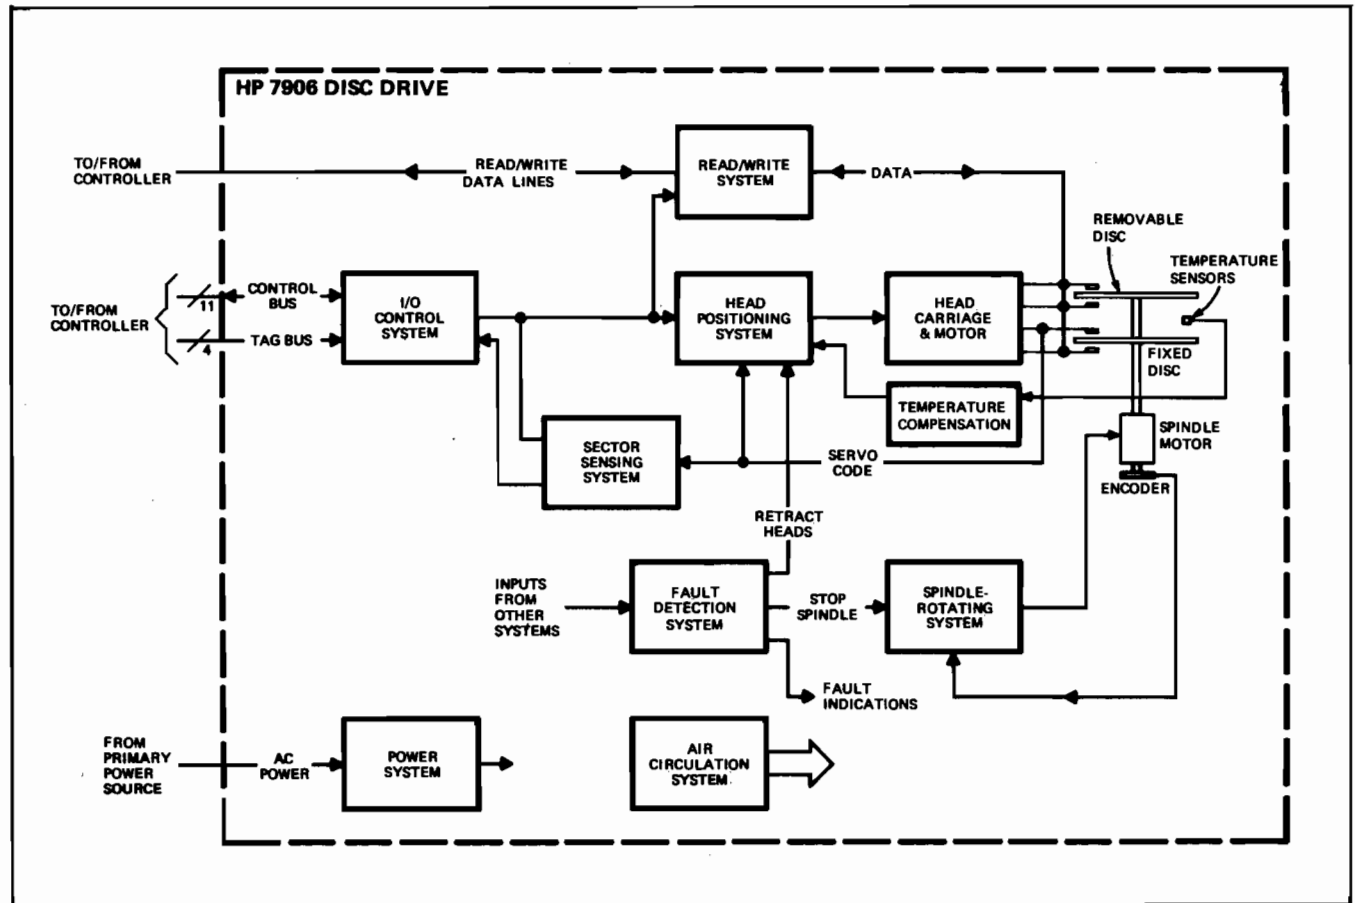 HP 7906 DISC DRIVE
TO/FROM
CONTROLLER
READ/WRITE
DATA LINES
READ/WRITE
SYSTEM
DATA
REMOVABLE
DISC
TEMPERATURE
SENSORS
TO/FROM
CONTROLLER
11
CONTROL
BUS
4
TAG BUS
I/O
CONTROL
SYSTEM
HEAD
POSITIONING
SYSTEM
HEAD
CARRIAGE
& MOTOR
FIXED
DISC
TEMPERATURE
COMPENSATION
SPINDLE
MOTOR
SECTOR
SENSING
SYSTEM
SERVO
CODE
ENCODER
RETRACT
HEADS
INPUTS
FROM
OTHER
SYSTEMS
FAULT
DETECTION
SYSTEM
STOP
SPINDLE
SPINDLE-
ROTATING
SYSTEM
FAULT
INDICATIONS
FROM
PRIMARY
POWER
SOURCE
AC
POWER
POWER
SYSTEM
AIR
CIRCULATION
SYSTEM